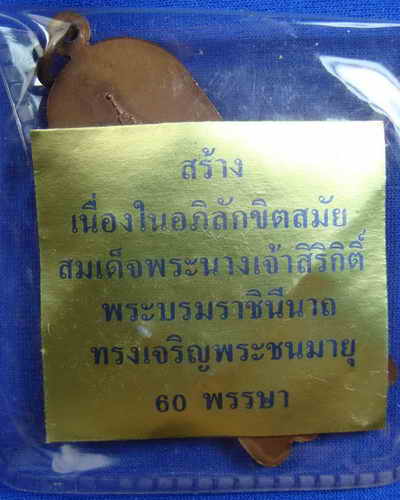 สร้าง
เนื่องในอภิลักขิตสมัย
สมเด็จพระนางเจ้าสิริกิติ์
พระบรมราชินีนาถ
ทรงเจริญพระชนมายุ
60 พรรษา